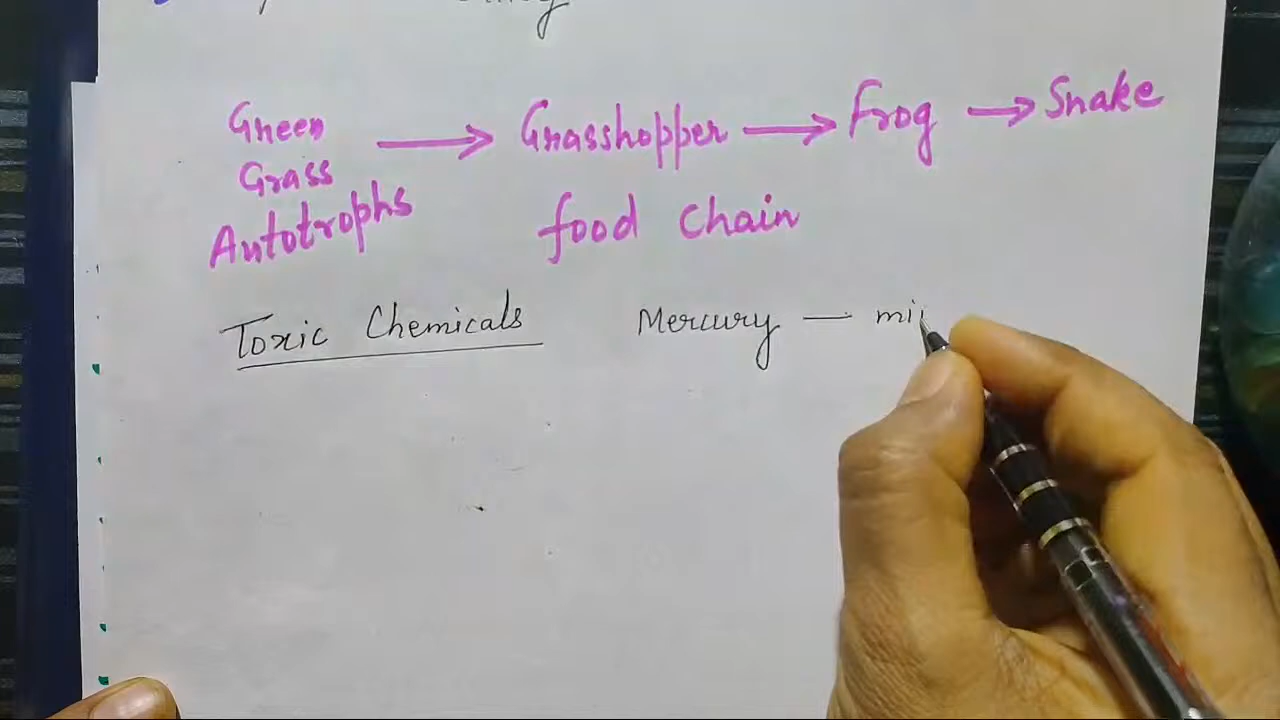 Green Grass → Grasshopper → Frog → Snake
Autotrophs food Chain
Toxic Chemicals Mercury — mi